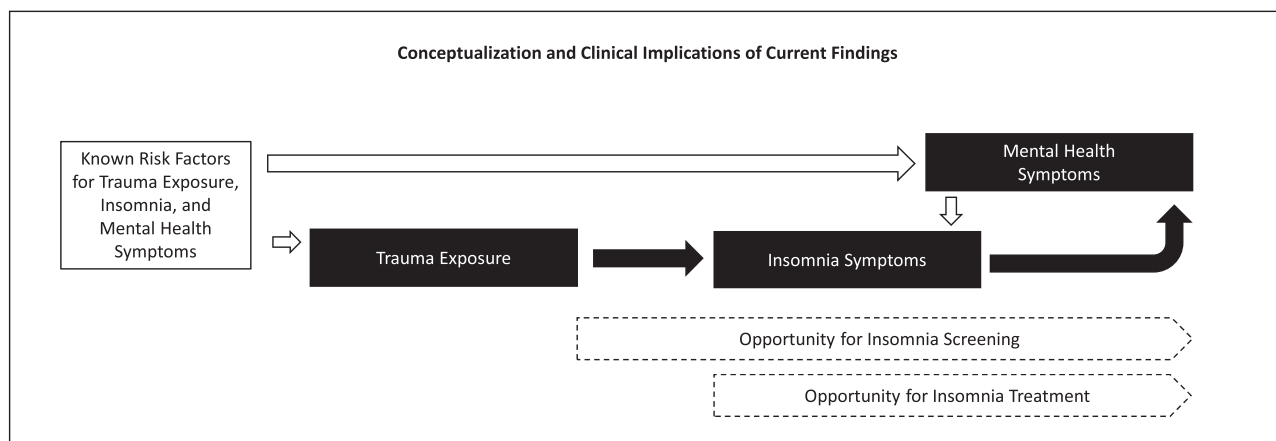 Conceptualization and Clinical Implications of Current Findings
Known Risk Factors
for Trauma Exposure,
Insomnia, and
Mental Health
Symptoms
Mental Health
Symptoms
Trauma Exposure
Insomnia Symptoms
Opportunity for Insomnia Screening
Opportunity for Insomnia Treatment